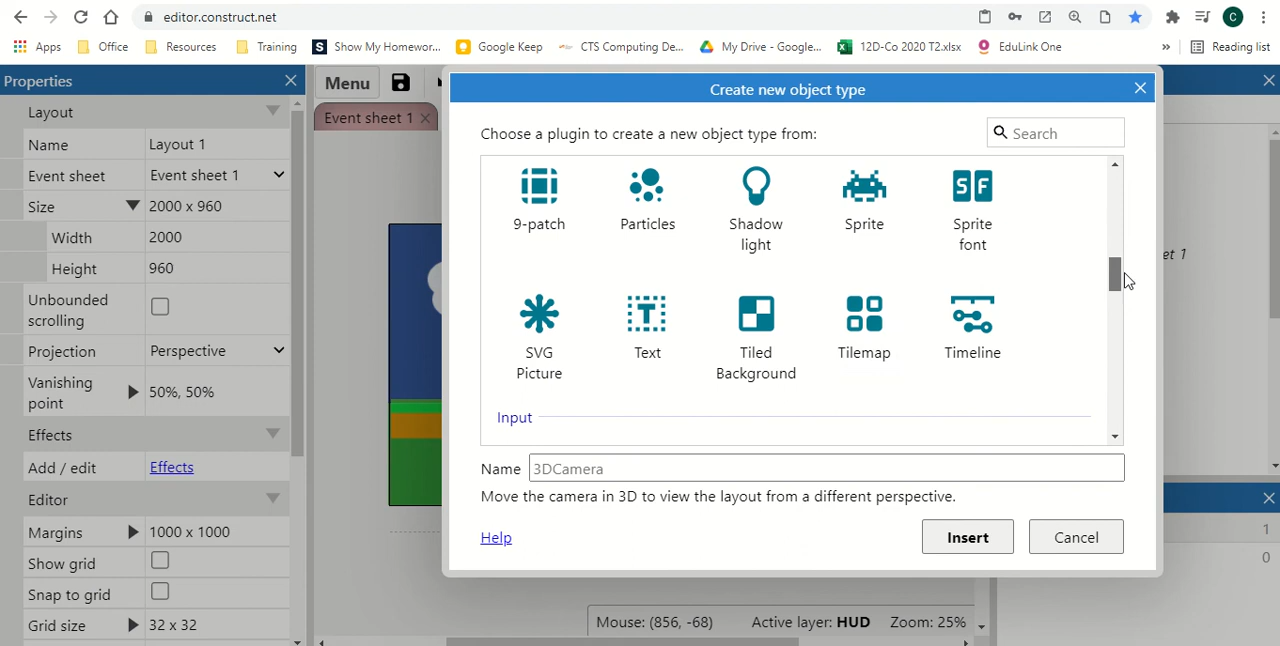 editor.construct.net
Apps Office Resources Training S Show My Homewor... Google Keep CTS Computing De... My Drive - Google... 12D-Co 2020 T2.xlsx EduLink One » Reading list
C
Properties
Menu
Event sheet 1
Layout
Name Layout 1
Event sheet Event sheet 1
Size 2000 x 960
Width 2000
Height 960
Unbounded scrolling
Projection Perspective
Vanishing point 50%, 50%
Effects
Add / edit Effects
Editor
Margins 1000 x 1000
Show grid
Snap to grid
Grid size 32 x 32
Create new object type
Choose a plugin to create a new object type from:
Search
9-patch Particles Shadow light Sprite Sprite font
SF
SVG Picture Text Tiled Background Tilemap Timeline
T
Input
Name 3DCamera
Move the camera in 3D to view the layout from a different perspective.
Help Insert Cancel
et 1
1
0
Mouse: (856, -68) Active layer: HUD Zoom: 25%